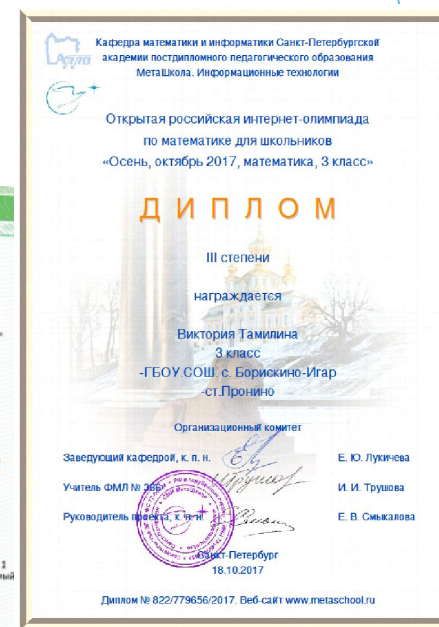 Кафедра математики и информатики Санкт-Петербургской
академии постдипломного педагогического образования
МетаШкола. Информационные технологии
Открытая российская интернет-олимпиада
по математике для школьников
«Осень, октябрь 2017, математика, 3 класс»
ДИПЛОМ
III степени
награждается
Виктория Тамилина
3 класс
-ГБОУ СОШ. с. Борискино-Игар
-ст.Пронино
Организационный комитет
Заведующий кафедрой, к. п. н. Е. Ю. Лукичева
Учитель ФМЛ № 366 И. И. Трушова
Руководитель проекта, к. ч. н. Е. В. Смыкалова
Санкт-Петербург
18.10.2017
Диплом № 822/779656/2017. Веб-сайт www.metaschool.ru